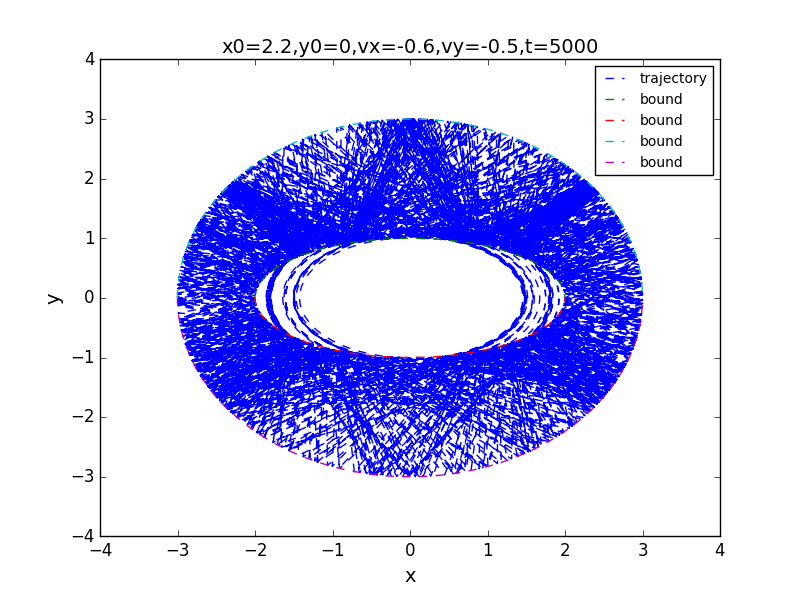 x0=2.2,y0=0,vx=-0.6,vy=-0.5,t=5000
4
3
2
1
0
−1
−2
−3
−4
y
trajectory
bound
bound
bound
bound
−4 −3 −2 −1 0 1 2 3 4
x